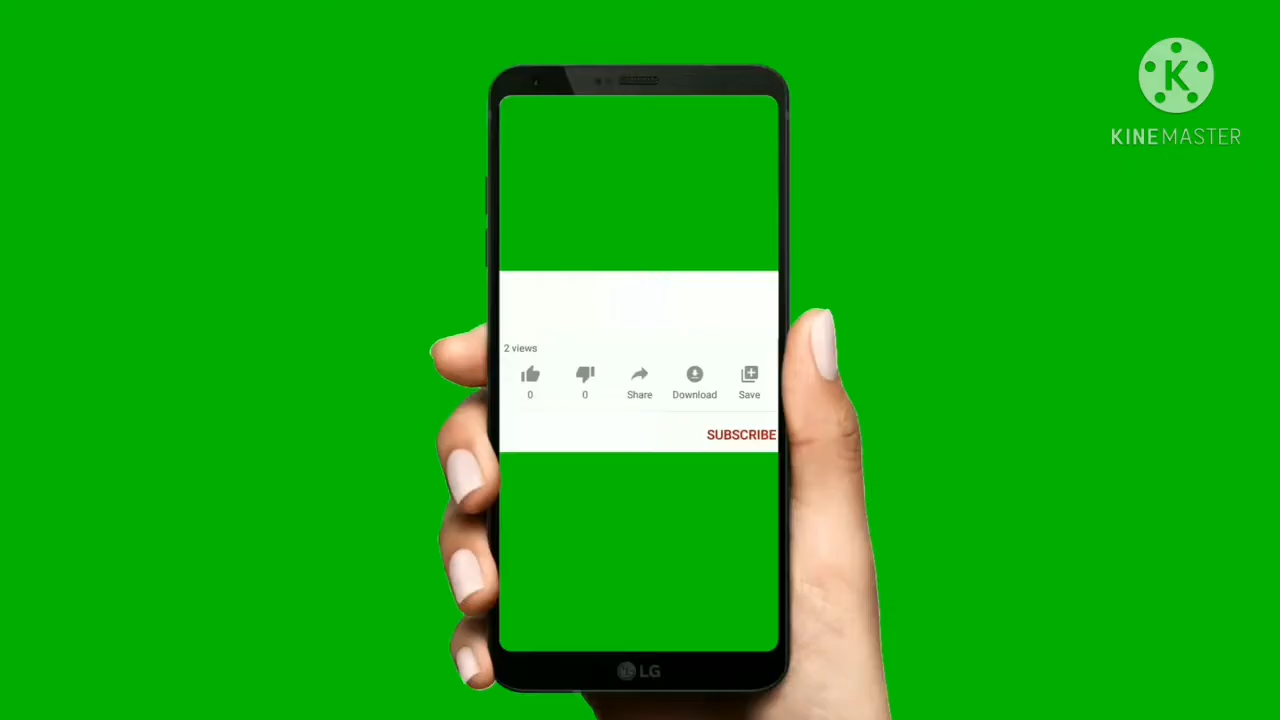 K
KINEMASTER
2 views
0 0 Share Download Save
SUBSCRIBE
LG